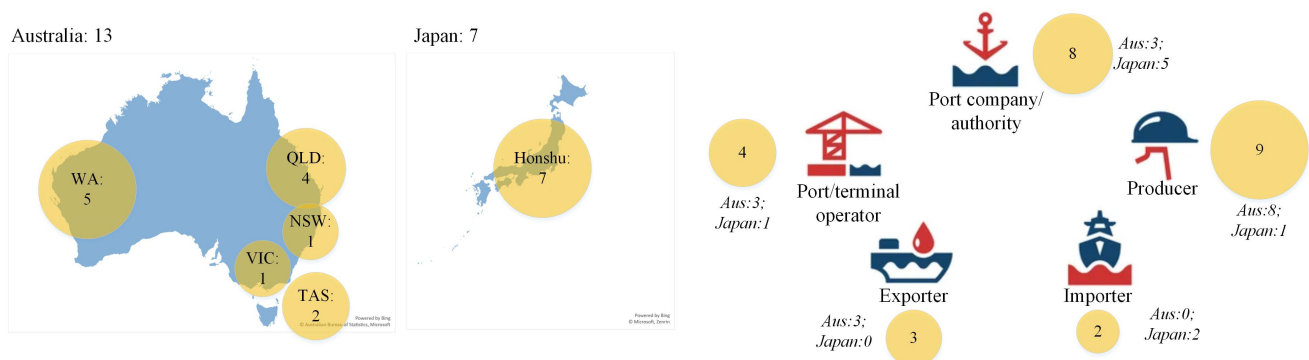 Australia: 13
WA:
5
QLD:
4
NSW:
1
VIC:
1
TAS:
2
Powered by Bing
© Australian Bureau of Statistics, Microsoft
Japan: 7
Honshu:
7
Powered by Bing
© Microsoft, Zenrin
8
Aus:3;
Japan:5
Port company/
authority
4
Aus:3;
Japan:1
Port/terminal
operator
9
Producer
Aus:8;
Japan:1
Exporter
Aus:3;
Japan:0
3
Importer
2
Aus:0;
Japan:2